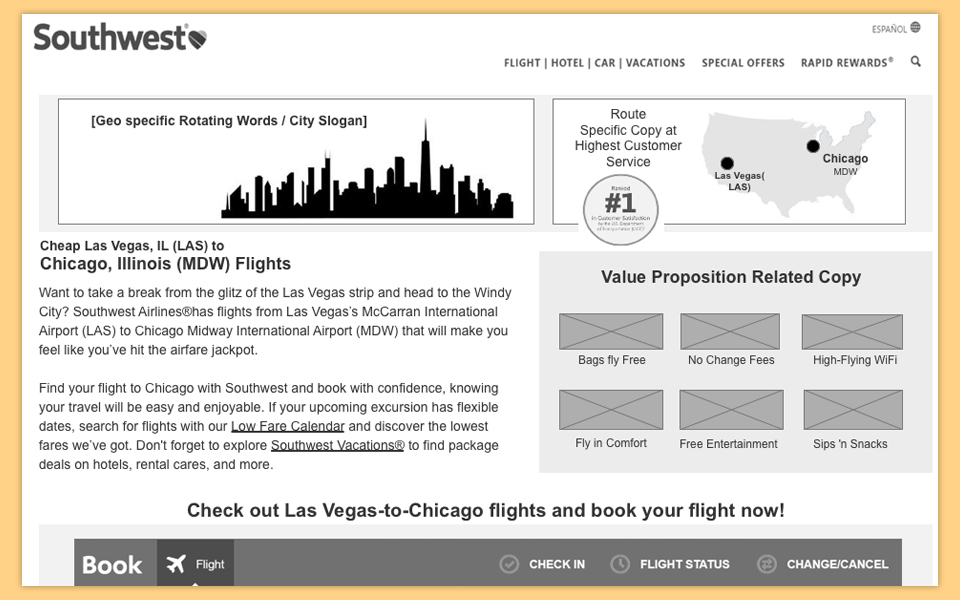 Southwest®
ESPAÑOL
FLIGHT | HOTEL | CAR | VACATIONS SPECIAL OFFERS RAPID REWARDS®
[Geo specific Rotating Words / City Slogan]
Route
Specific Copy at
Highest Customer
Service
Ranked
#1
in Customer Satisfaction
by the U.S. Department
of Transportation
Chicago
MDW
Las Vegas(
LAS)
Cheap Las Vegas, IL (LAS) to
Chicago, Illinois (MDW) Flights
Want to take a break from the glitz of the Las Vegas strip and head to the Windy
City? Southwest Airlines®has flights from Las Vegas's McCarran International
Airport (LAS) to Chicago Midway International Airport (MDW) that will make you
feel like you've hit the airfare jackpot.
Find your flight to Chicago with Southwest and book with confidence, knowing
your travel will be easy and enjoyable. If your upcoming excursion has flexible
dates, search for flights with our Low Fare Calendar and discover the lowest
fares we've got. Don't forget to explore Southwest Vacations® to find package
deals on hotels, rental cares, and more.
Value Proposition Related Copy
Bags fly Free No Change Fees High-Flying WiFi
Fly in Comfort Free Entertainment Sips 'n Snacks
Check out Las Vegas-to-Chicago flights and book your flight now!
Book Flight CHECK IN FLIGHT STATUS CHANGE/CANCEL